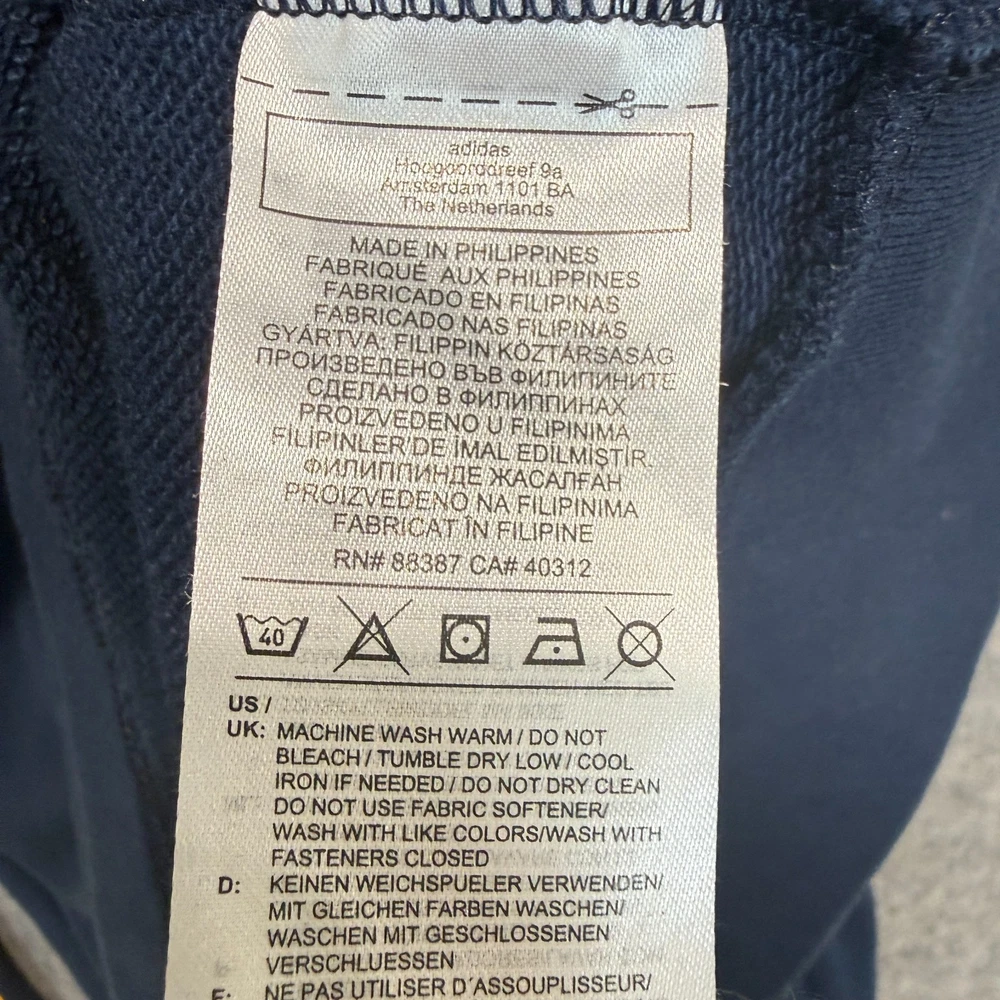 adidas
Hoogoorddreef 9a
Amsterdam 1101 BA
The Netherlands
MADE IN PHILIPPINES
FABRIQUÉ AUX PHILIPPINES
FABRICADO EN FILIPINAS
FABRICADO NAS FILIPINAS
GYÁRTVA: FILIPPIN KÖZTÁRSASÁG
ПРОИЗВЕДЕНО ВЪВ ФИЛИПИНИТЕ
СДЕЛАНО В ФИЛИППИНАХ
PROIZVEDENO U FILIPINIMA
FİLİPİNLER'DE İMAL EDİLMİŞTİR.
ФИЛИППИНДЕ ЖАСАЛҒАН
PROIZVEDENO NA FILIPINIMA
FABRICAT ÎN FILIPINE
RN# 88387 CA# 40312
40
US /
UK: MACHINE WASH WARM / DO NOT
BLEACH / TUMBLE DRY LOW / COOL
IRON IF NEEDED / DO NOT DRY CLEAN
DO NOT USE FABRIC SOFTENER/
WASH WITH LIKE COLORS/WASH WITH
FASTENERS CLOSED
D: KEINEN WEICHSPUELER VERWENDEN/
MIT GLEICHEN FARBEN WASCHEN/
WASCHEN MIT GESCHLOSSENEN
VERSCHLUESSEN
F: NE PAS UTILISER D´ASSOUPLISSEUR/